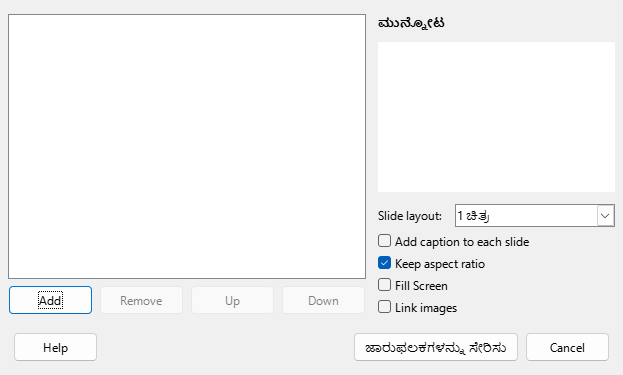 ಮುನ್ನೋಟ
Slide layout: 1 ಚಿತ್ರ
Add caption to each slide
Keep aspect ratio
Fill Screen
Link images
Add Remove Up Down
Help ಜಾರುಫಲಕಗಳನ್ನು ಸೇರಿಸು Cancel